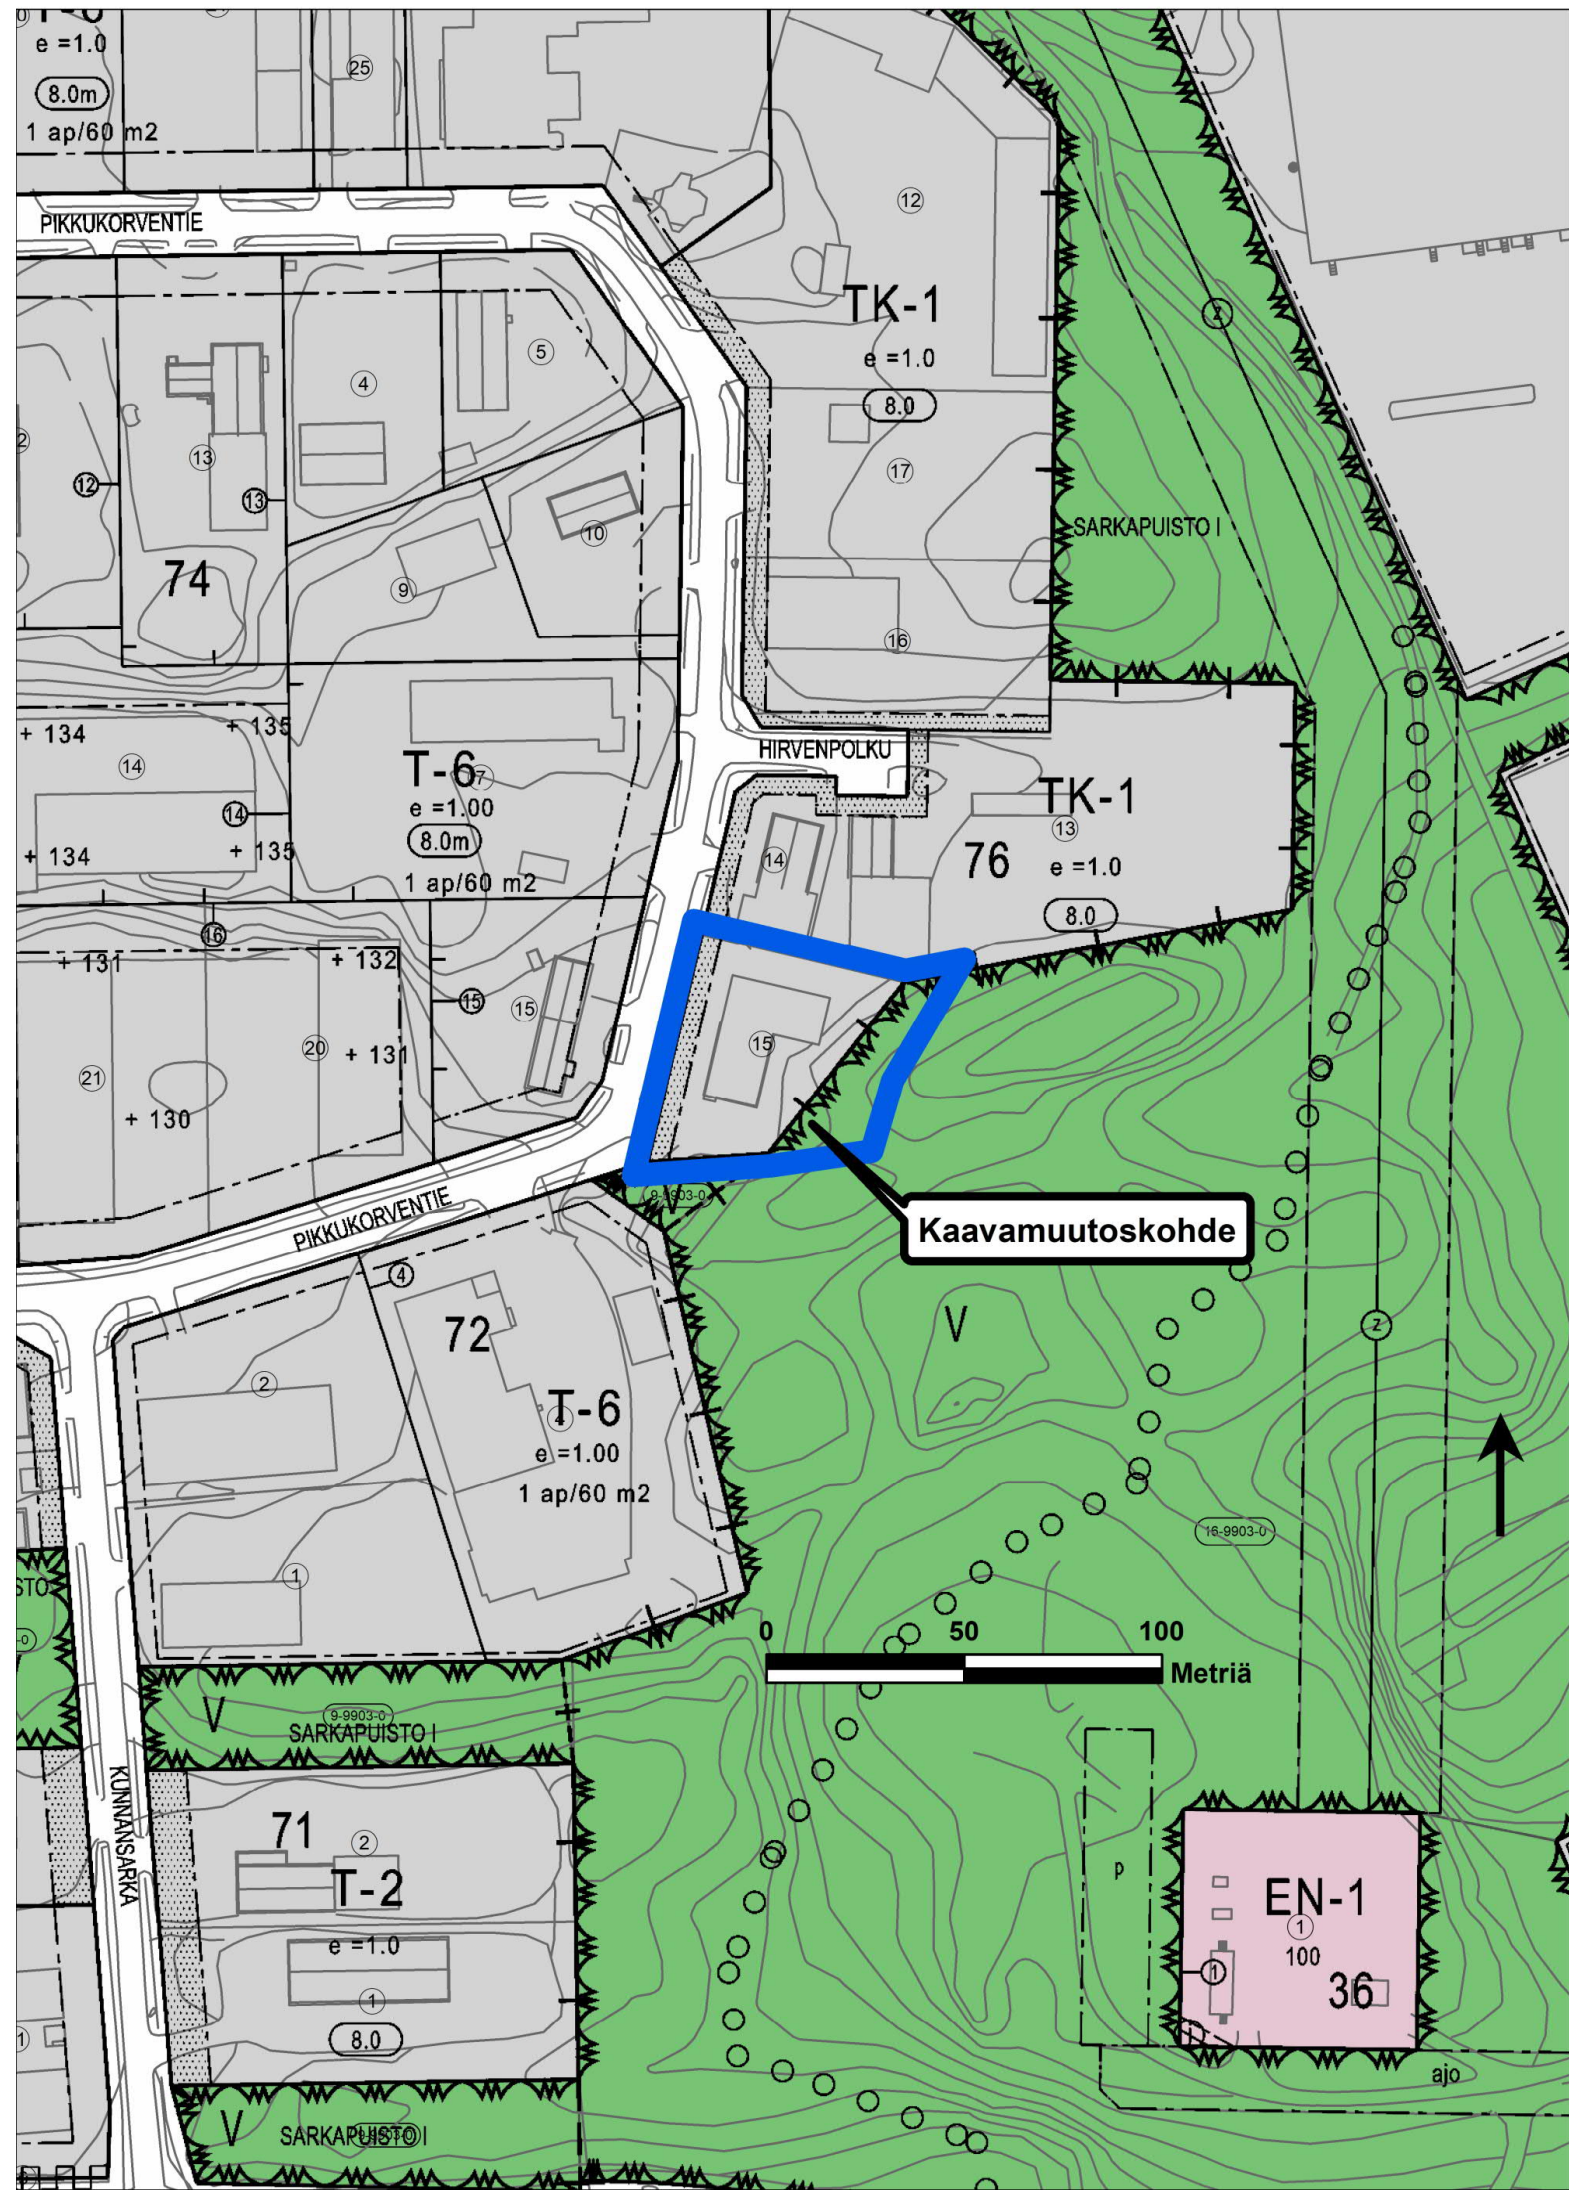 e =1.0
8.0m
1 ap/60 m2
25
PIKKUKORVENTIE
12
TK-1
e =1.0
8.0
z
5
4
13
12
13
10
9
74
17
16
SARKAPUISTO I
+ 134
+ 135
14
14
+ 134
+ 135
T-6
7
e =1.00
8.0m
1 ap/60 m2
HIRVENPOLKU
TK-1
13
76
e =1.0
8.0
14
16
+ 131
+ 132
15
15
20
+ 131
21
+ 130
15
PIKKUKORVENTIE
9-9903-0
V
Kaavamuutoskohde
4
72
2
T-6
4
e =1.00
1 ap/60 m2
V
z
16-9903-0
1
0 50 100
Metriä
V
9-9903-0
SARKAPUISTO I
KUNNANSARKA
71
2
T-2
e =1.0
1
8.0
p
EN-1
1
100
1
36
ajo
V
SARKAPUISTO I